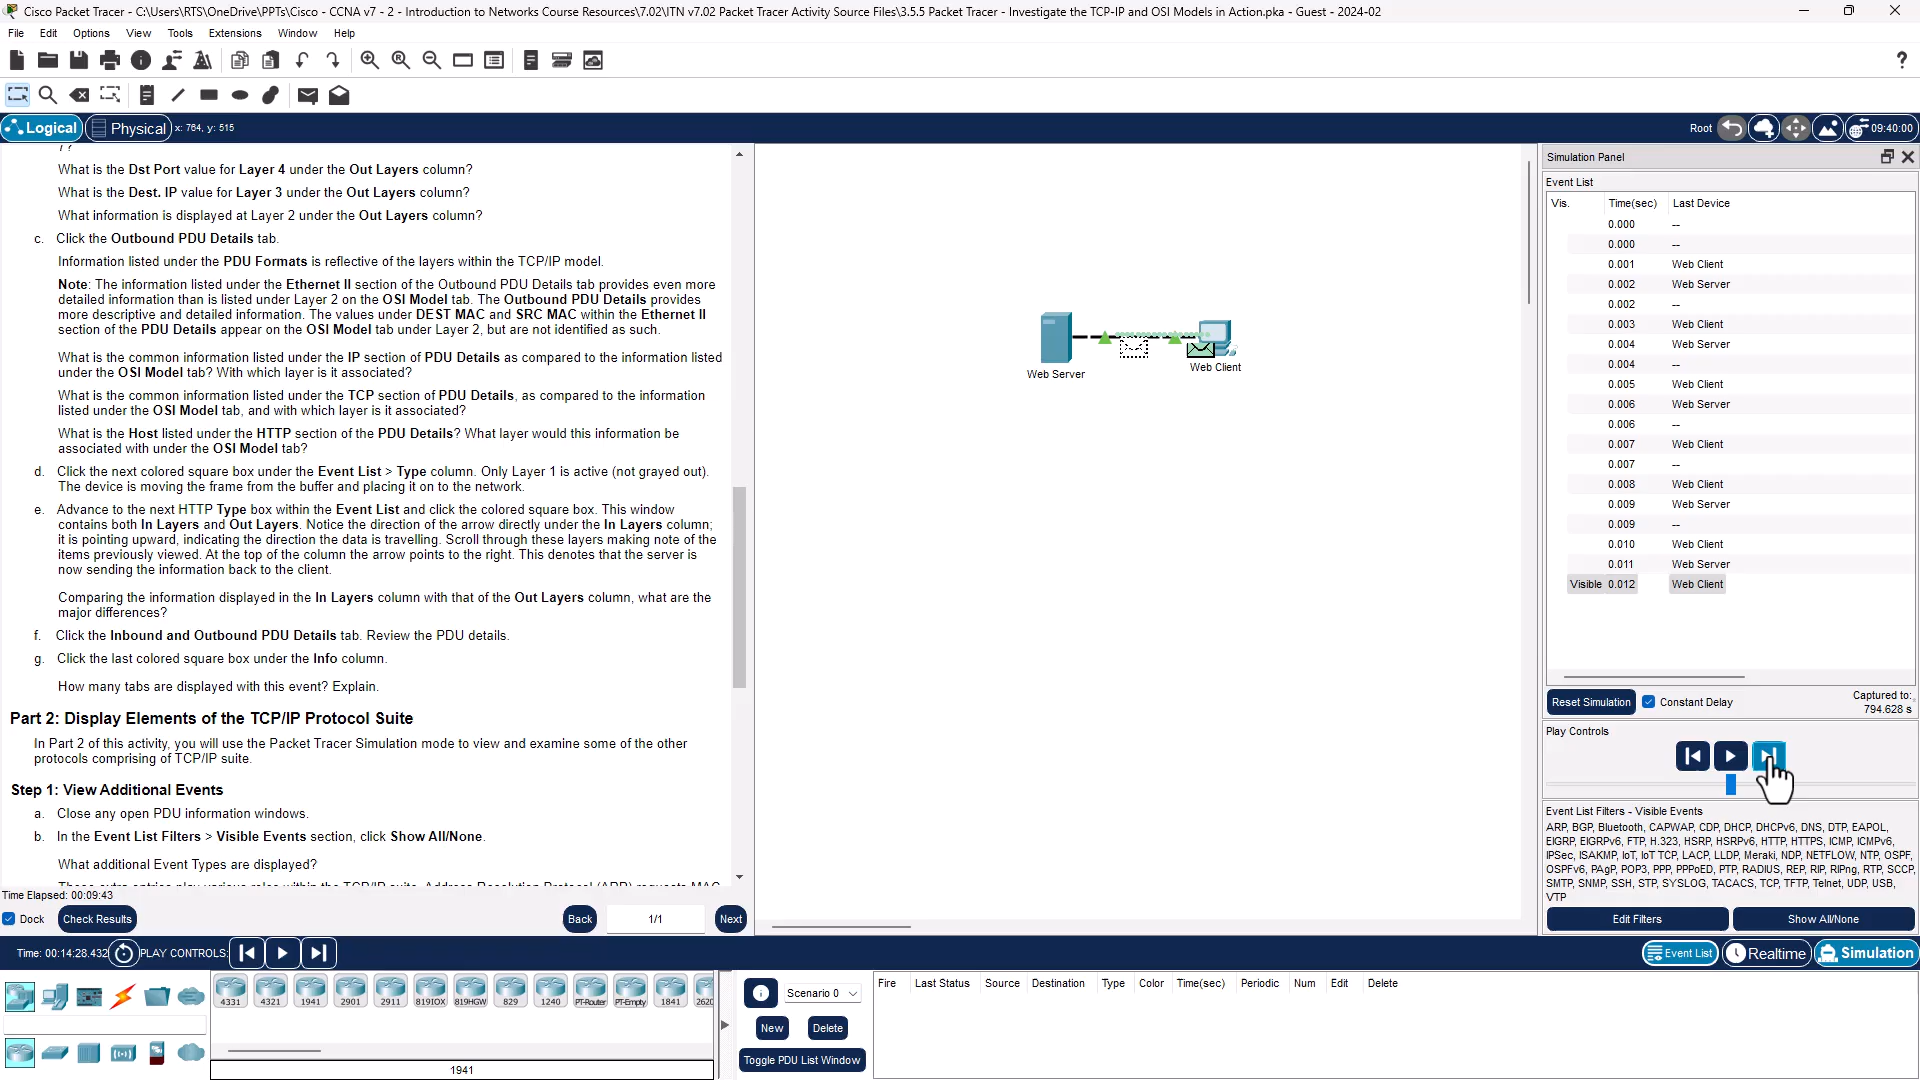 Cisco Packet Tracer - C:\Users\RTS\OneDrive\PPTs\Cisco - CCNA v7 - 2 - Introduction to Networks Course Resources\7.02\ITN v7.02 Packet Tracer Activity Source Files\3.5.5 Packet Tracer - Investigate the TCP-IP and OSI Models in Action.pka - Guest - 2024-02
File Edit Options View Tools Extensions Window Help
Logical Physical x: 764, y: 515 Root 09:40:00
What is the Dst Port value for Layer 4 under the Out Layers column?
What is the Dest. IP value for Layer 3 under the Out Layers column?
What information is displayed at Layer 2 under the Out Layers column?
c. Click the Outbound PDU Details tab.
Information listed under the PDU Formats is reflective of the layers within the TCP/IP model.
Note: The information listed under the Ethernet II section of the Outbound PDU Details tab provides even more
detailed information than is listed under Layer 2 on the OSI Model tab. The Outbound PDU Details provides
more descriptive and detailed information. The values under DEST MAC and SRC MAC within the Ethernet II
section of the PDU Details appear on the OSI Model tab under Layer 2, but are not identified as such.
What is the common information listed under the IP section of PDU Details as compared to the information listed
under the OSI Model tab? With which layer is it associated?
What is the common information listed under the TCP section of PDU Details, as compared to the information
listed under the OSI Model tab, and with which layer is it associated?
What is the Host listed under the HTTP section of the PDU Details? What layer would this information be
associated with under the OSI Model tab?
d. Click the next colored square box under the Event List > Type column. Only Layer 1 is active (not grayed out).
The device is moving the frame from the buffer and placing it on to the network.
e. Advance to the next HTTP Type box within the Event List and click the colored square box. This window
contains both In Layers and Out Layers. Notice the direction of the arrow directly under the In Layers column;
it is pointing upward, indicating the direction the data is travelling. Scroll through these layers making note of the
items previously viewed. At the top of the column the arrow points to the right. This denotes that the server is
now sending the information back to the client.
Comparing the information displayed in the In Layers column with that of the Out Layers column, what are the
major differences?
f. Click the Inbound and Outbound PDU Details tab. Review the PDU details.
g. Click the last colored square box under the Info column.
How many tabs are displayed with this event? Explain.
Part 2: Display Elements of the TCP/IP Protocol Suite
In Part 2 of this activity, you will use the Packet Tracer Simulation mode to view and examine some of the other
protocols comprising of TCP/IP suite.
Step 1: View Additional Events
a. Close any open PDU information windows.
b. In the Event List Filters > Visible Events section, click Show All/None.
What additional Event Types are displayed?
Time Elapsed: 00:09:43
Dock Check Results Back 1/1 Next
Web Server
Web Client
Simulation Panel
Event List
Vis. Time(sec) Last Device
0.000 --
0.000 --
0.001 Web Client
0.002 Web Server
0.002 --
0.003 Web Client
0.004 Web Server
0.004 --
0.005 Web Client
0.006 Web Server
0.006 --
0.007 Web Client
0.007 --
0.008 Web Client
0.009 Web Server
0.009 --
0.010 Web Client
0.011 Web Server
Visible 0.012 Web Client
Reset Simulation Constant Delay Captured to:
794.628 s
Play Controls
Event List Filters - Visible Events
ARP, BGP, Bluetooth, CAPWAP, CDP, DHCP, DHCPv6, DNS, DTP, EAPOL,
EIGRP, EIGRPv6, FTP, H.323, HSRP, HSRPv6, HTTP, HTTPS, ICMP, ICMPv6,
IPSec, ISAKMP, IoT, IoT TCP, LACP, LLDP, Meraki, NDP, NETFLOW, NTP, OSPF,
OSPFv6, PAgP, POP3, PPP, PPPoED, PTP, RADIUS, REP, RIP, RIPng, RTP, SCCP,
SMTP, SNMP, SSH, STP, SYSLOG, TACACS, TCP, TFTP, Telnet, UDP, USB,
VTP
Edit Filters Show All/None
Time: 00:14:28.432 PLAY CONTROLS: Event List Realtime Simulation
4331 4321 1941 2901 2911 819IOX 819HGW 829 1240 PT-Router PT-Empty 1841 2620
1941
Scenario 0
New Delete
Toggle PDU List Window
Fire Last Status Source Destination Type Color Time(sec) Periodic Num Edit Delete